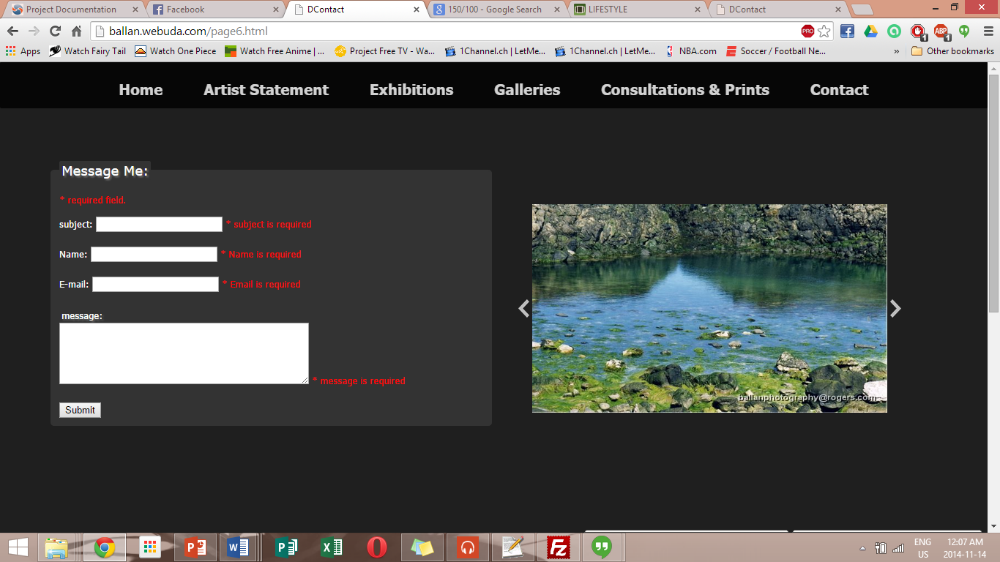 Project Documentation
Facebook
DContact
150/100 - Google Search
LIFESTYLE
DContact
ballan.webuda.com/page6.html
PRO
1
ABP
1
Apps
Watch Fairy Tail
Watch One Piece
Watch Free Anime | ...
Project Free TV - Wa...
1Channel.ch | LetMe...
1Channel.ch | LetMe...
NBA.com
Soccer / Football Ne...
»
Other bookmarks
Home
Artist Statement
Exhibitions
Galleries
Consultations & Prints
Contact
Message Me:
* required field.
subject:
* subject is required
Name:
* Name is required
E-mail:
* Email is required
message:
* message is required
Submit
ballanphotography@rogers.com
ENG
US
12:07 AM
2014-11-14